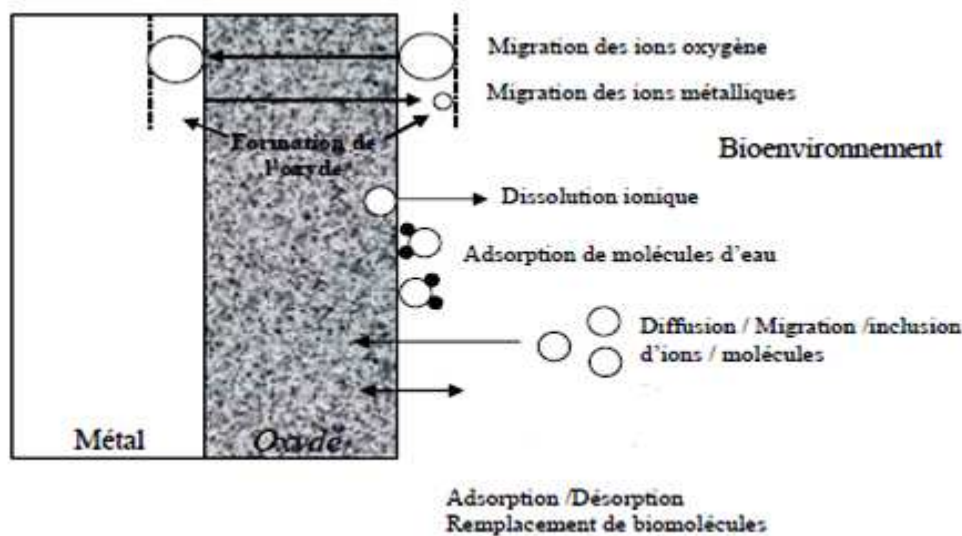 Migration des ions oxygène
Migration des ions métalliques
Formation de
l'oxyde
Bioenvironnement
Dissolution ionique
Adsorption de molécules d'eau
Diffusion / Migration /inclusion
d'ions / molécules
Métal
Oxyde
Adsorption /Désorption
Remplacement de biomolécules